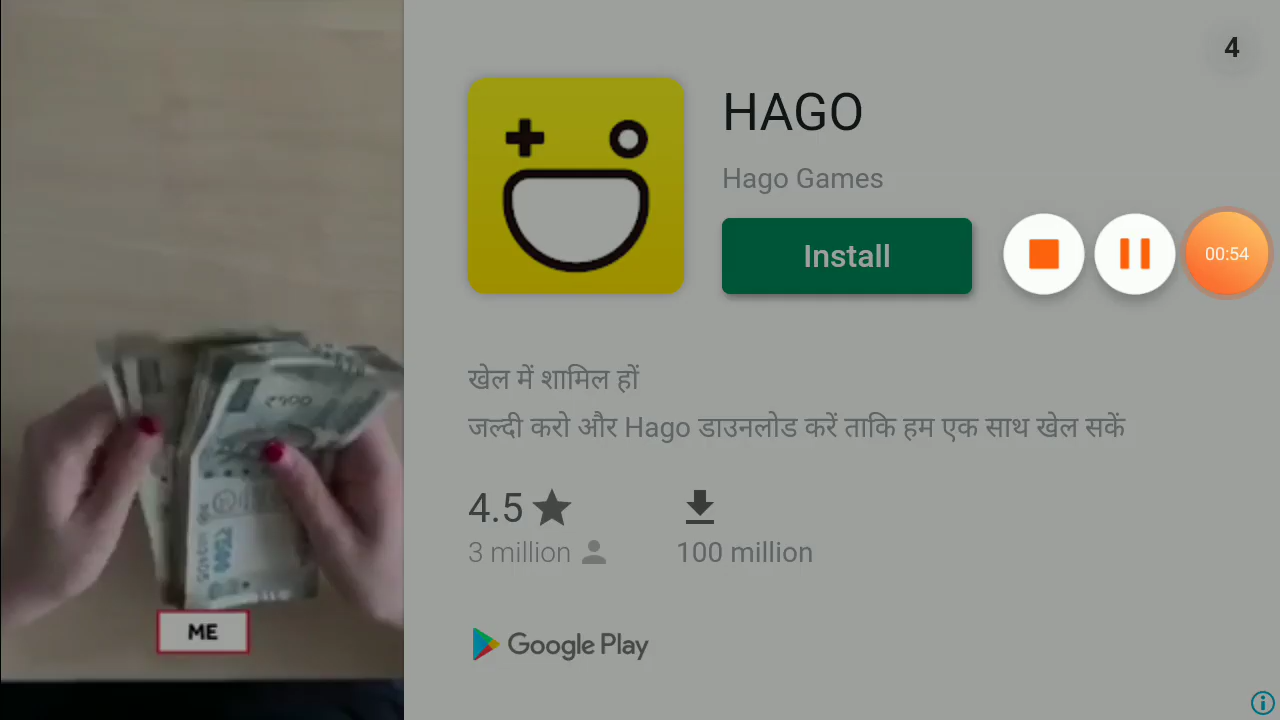 4
HAGO
Hago Games
Install
00:54
खेल में शामिल हों
जल्दी करो और Hago डाउनलोड करें ताकि हम एक साथ खेल सकें
4.5
3 million
100 million
Google Play
₹500
ME